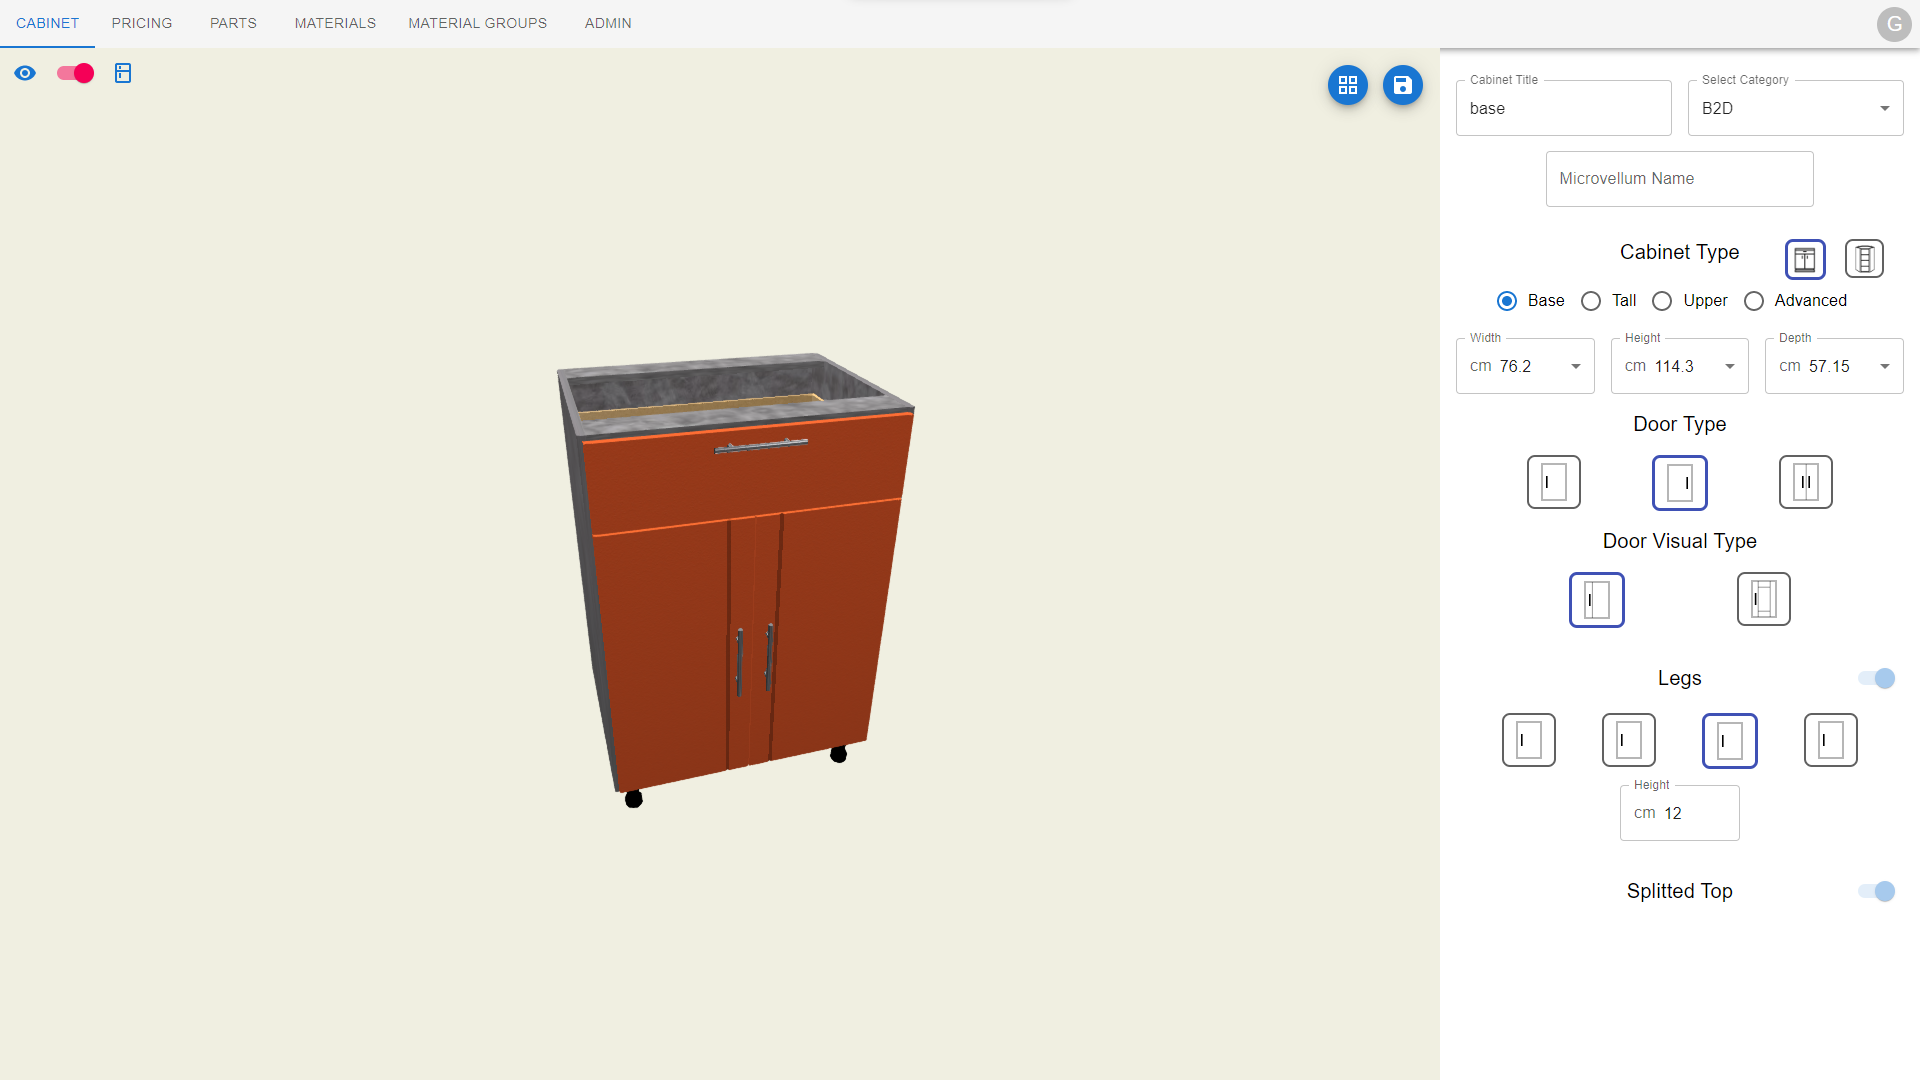 CABINET PRICING PARTS MATERIALS MATERIAL GROUPS ADMIN G
Cabinet Title Select Category
base B2D
Microvellum Name
Cabinet Type
Base Tall Upper Advanced
Width Height Depth
cm 76.2 cm 114.3 cm 57.15
Door Type
Door Visual Type
Legs
Height
cm 12
Splitted Top